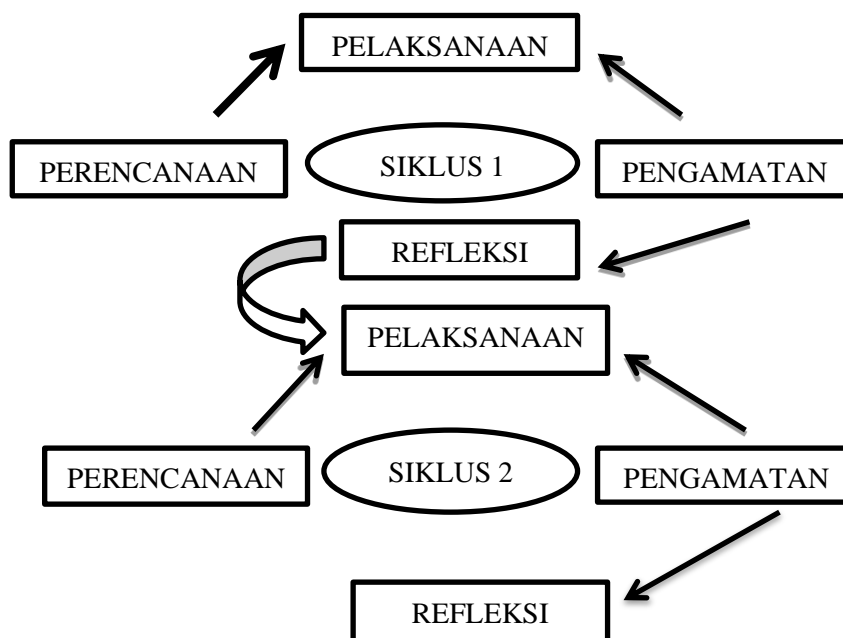 PELAKSANAAN
PERENCANAAN
SIKLUS 1
PENGAMATAN
REFLEKSI
PELAKSANAAN
PERENCANAAN
SIKLUS 2
PENGAMATAN
REFLEKSI